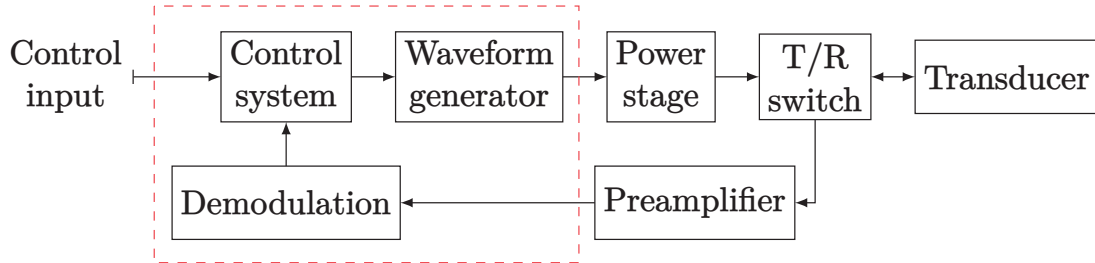 Control
input
Control
system
Waveform
generator
Power
stage
T/R
switch
Transducer
Demodulation
Preamplifier